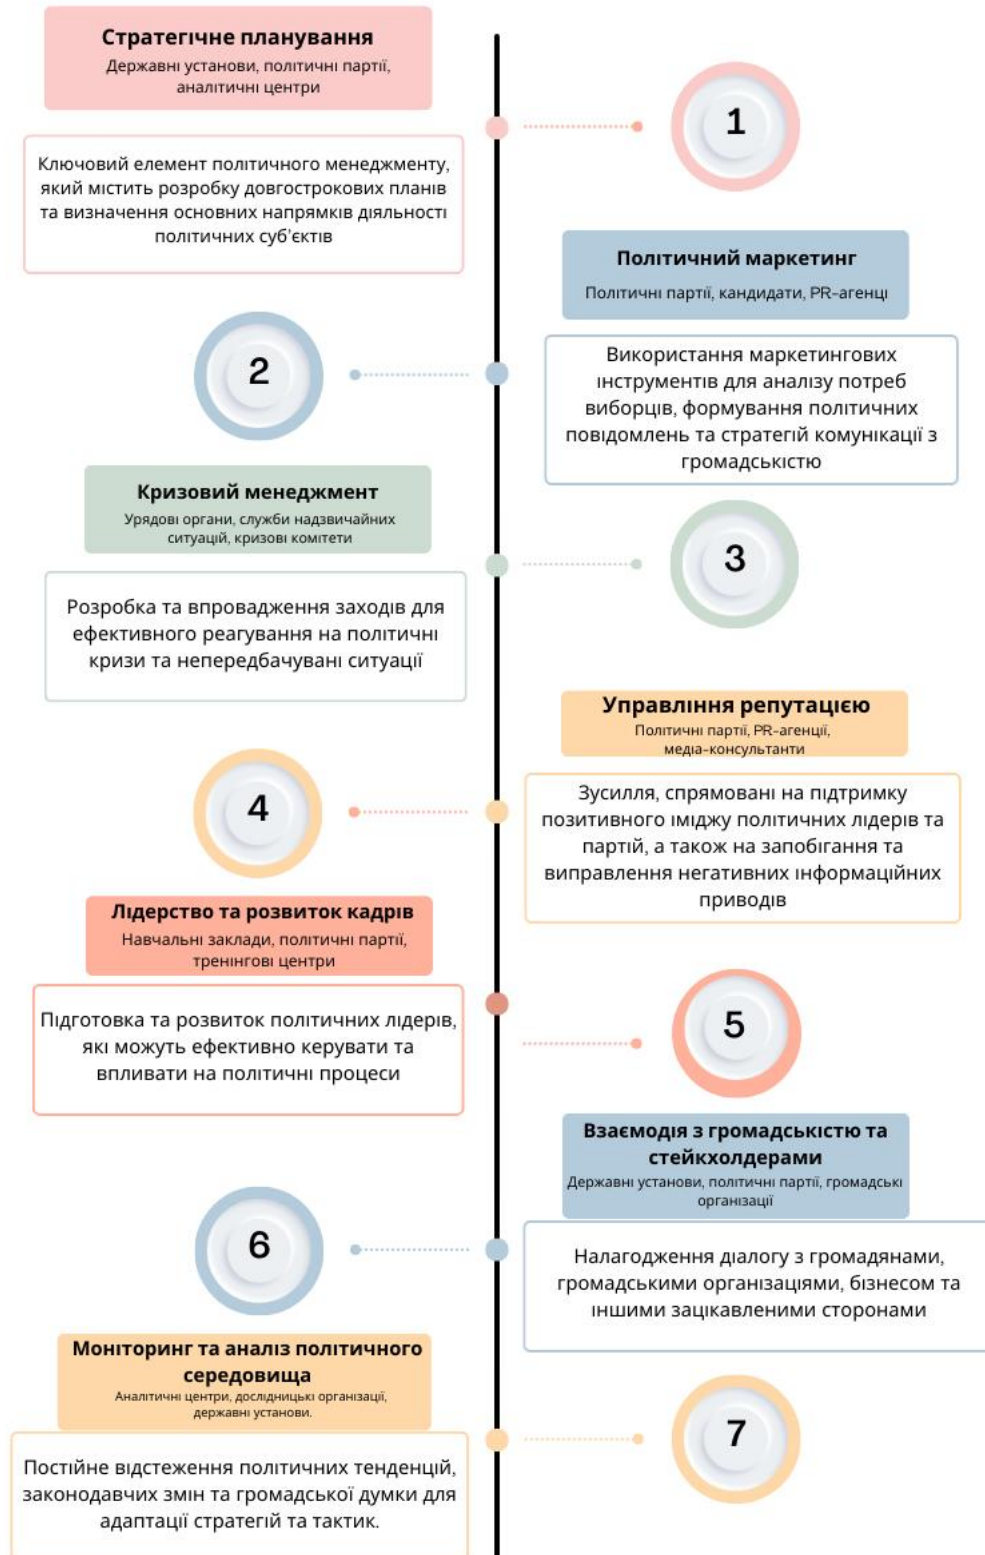 Стратегічне планування
Державні установи, політичні партії,
аналітичні центри
1
Ключовий елемент політичного менеджменту,
який містить розробку довгострокових планів
та визначення основних напрямків діяльності
політичних суб'єктів
Політичний маркетинг
Політичні партії, кандидати, PR-агенці
2
Використання маркетингових
інструментів для аналізу потреб
виборців, формування політичних
повідомлень та стратегій комунікації з
громадськістю
Кризовий менеджмент
Урядові органи, служби надзвичайних
ситуацій, кризові комітети
3
Розробка та впровадження заходів для
ефективного реагування на політичні
кризи та непередбачувані ситуації
Управління репутацією
Політичні партії, PR-агенції,
медіа-консультанти
4
Зусилля, спрямовані на підтримку
позитивного іміджу політичних лідерів та
партій, а також на запобігання та
виправлення негативних інформаційних
приводів
Лідерство та розвиток кадрів
Навчальні заклади, політичні партії,
тренінгові центри
5
Підготовка та розвиток політичних лідерів,
які можуть ефективно керувати та
впливати на політичні процеси
Взаємодія з громадськістю та
стейкхолдерами
Державні установи, політичні партії, громадські
організації
6
Налагодження діалогу з громадянами,
громадськими організаціями, бізнесом та
іншими зацікавленими сторонами
Моніторинг та аналіз політичного
середовища
Аналітичні центри, дослідницькі організації,
державні установи.
7
Постійне відстеження політичних тенденцій,
законодавчих змін та громадської думки для
адаптації стратегій та тактик.